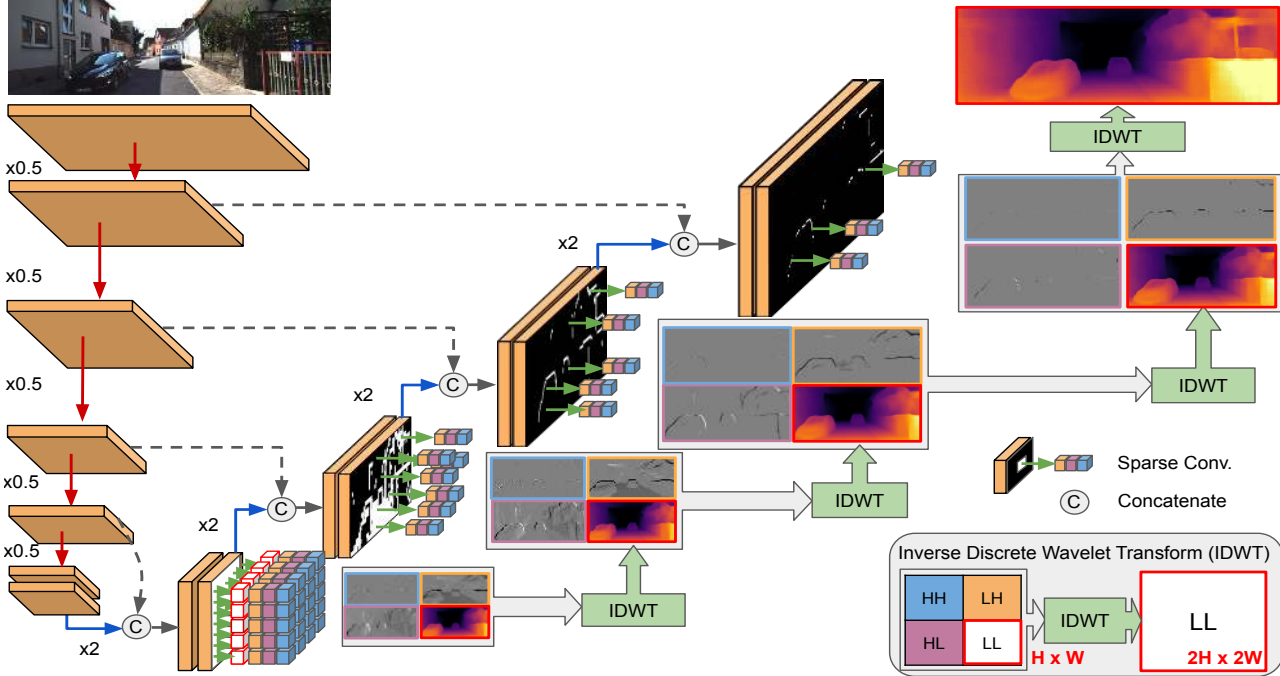 x0.5
x0.5
x0.5
x0.5
x0.5
x2
x2
x2
x2
C
C
C
C
IDWT
IDWT
IDWT
IDWT
Sparse Conv.
C
Concatenate
Inverse Discrete Wavelet Transform (IDWT)
HH
LH
HL
LL
H x W
IDWT
LL
2H x 2W